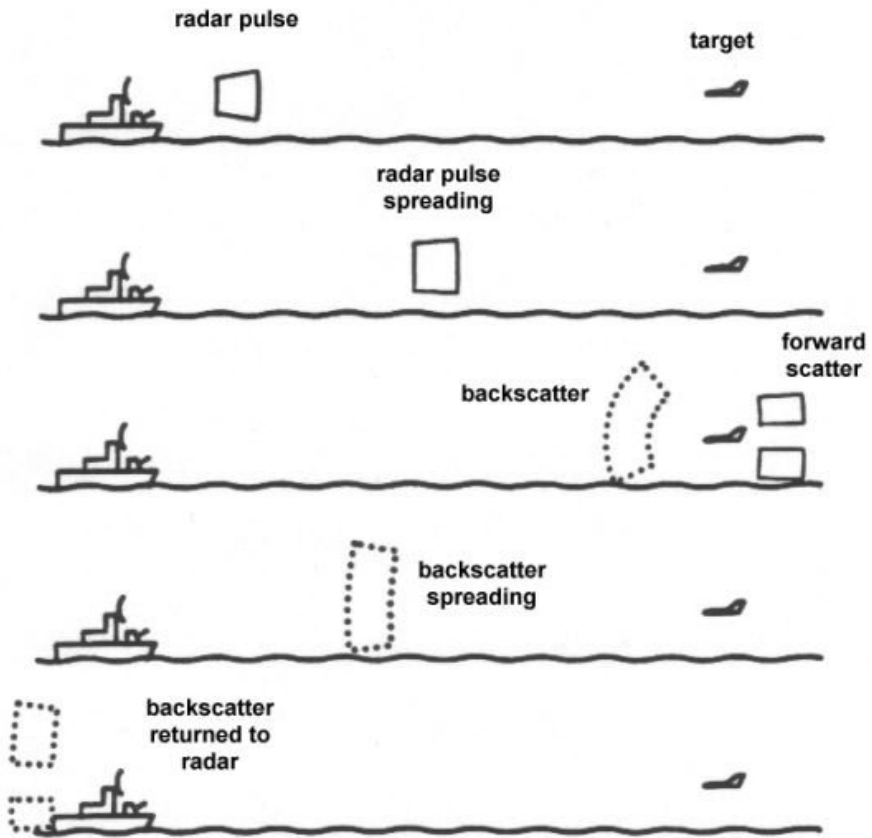 radar pulse
target
radar pulse
spreading
forward
scatter
backscatter
backscatter
spreading
backscatter
returned to
radar